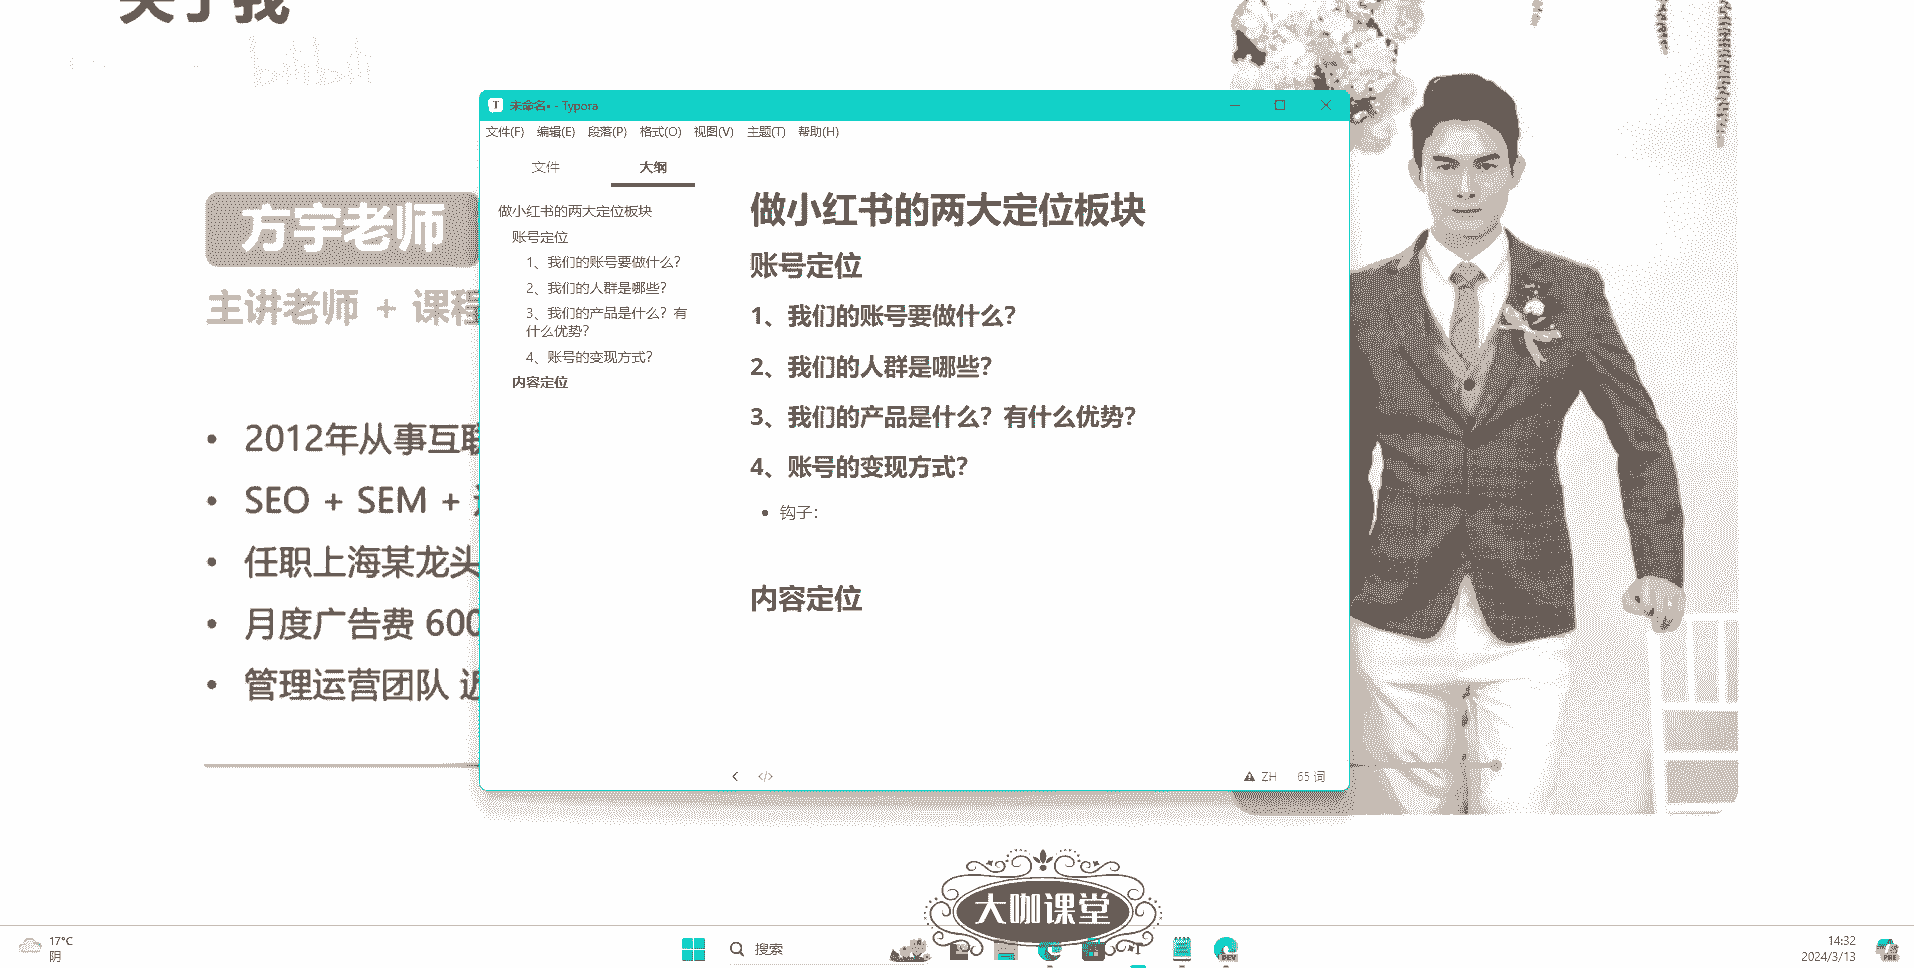 关于我
bilibili
方宇老师
主讲老师 + 课程
2012年从事互联
SEO + SEM +
任职上海某龙头
月度广告费 600
管理运营团队 近
未命名• - Typora
文件(F) 编辑(E) 段落(P) 格式(O) 视图(V) 主题(T) 帮助(H)
文件 大纲
做小红书的两大定位板块
账号定位
1、我们的账号要做什么?
2、我们的人群是哪些?
3、我们的产品是什么?有
什么优势?
4、账号的变现方式?
内容定位
做小红书的两大定位板块
账号定位
1、我们的账号要做什么?
2、我们的人群是哪些?
3、我们的产品是什么?有什么优势?
4、账号的变现方式?
钩子:
内容定位
ZH 65 词
大咖课堂
17°C
阴
搜索
DEV
14:32
2024/3/13
PRE